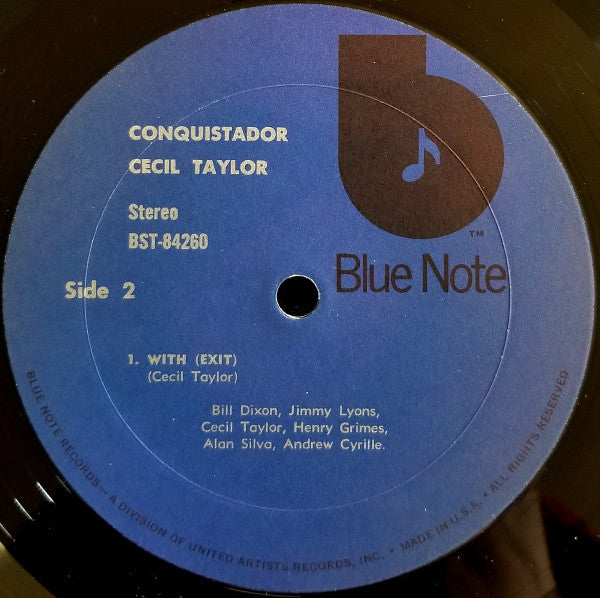 CONQUISTADOR
CECIL TAYLOR
Stereo
BST-84260
Side 2
TM
Blue Note
1. WITH (EXIT)
(Cecil Taylor)
Bill Dixon, Jimmy Lyons,
Cecil Taylor, Henry Grimes,
Alan Silva, Andrew Cyrille.
BLUE NOTE RECORDS—A DIVISION OF UNITED ARTISTS RECORDS, INC. • MADE IN U.S.A. • ALL RIGHTS RESERVED